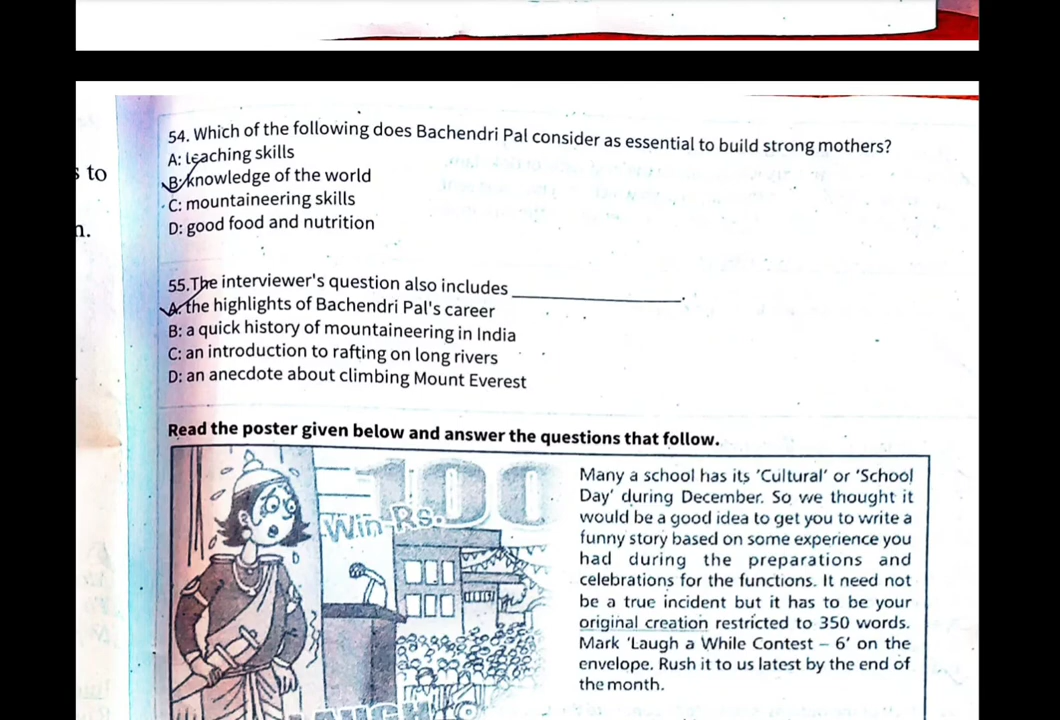 54. Which of the following does Bachendri Pal consider as essential to build strong mothers?
A: teaching skills
s to
B: knowledge of the world
C: mountaineering skills
n.
D: good food and nutrition
55.The interviewer's question also includes ____________.
A: the highlights of Bachendri Pal's career
B: a quick history of mountaineering in India
C: an introduction to rafting on long rivers
D: an anecdote about climbing Mount Everest
Read the poster given below and answer the questions that follow.
Win Rs.
100
Many a school has its 'Cultural' or 'School
Day' during December. So we thought it
would be a good idea to get you to write a
funny story based on some experience you
had during the preparations and
celebrations for the functions. It need not
be a true incident but it has to be your
original creation restricted to 350 words.
Mark 'Laugh a While Contest – 6' on the
envelope. Rush it to us latest by the end of
the month.